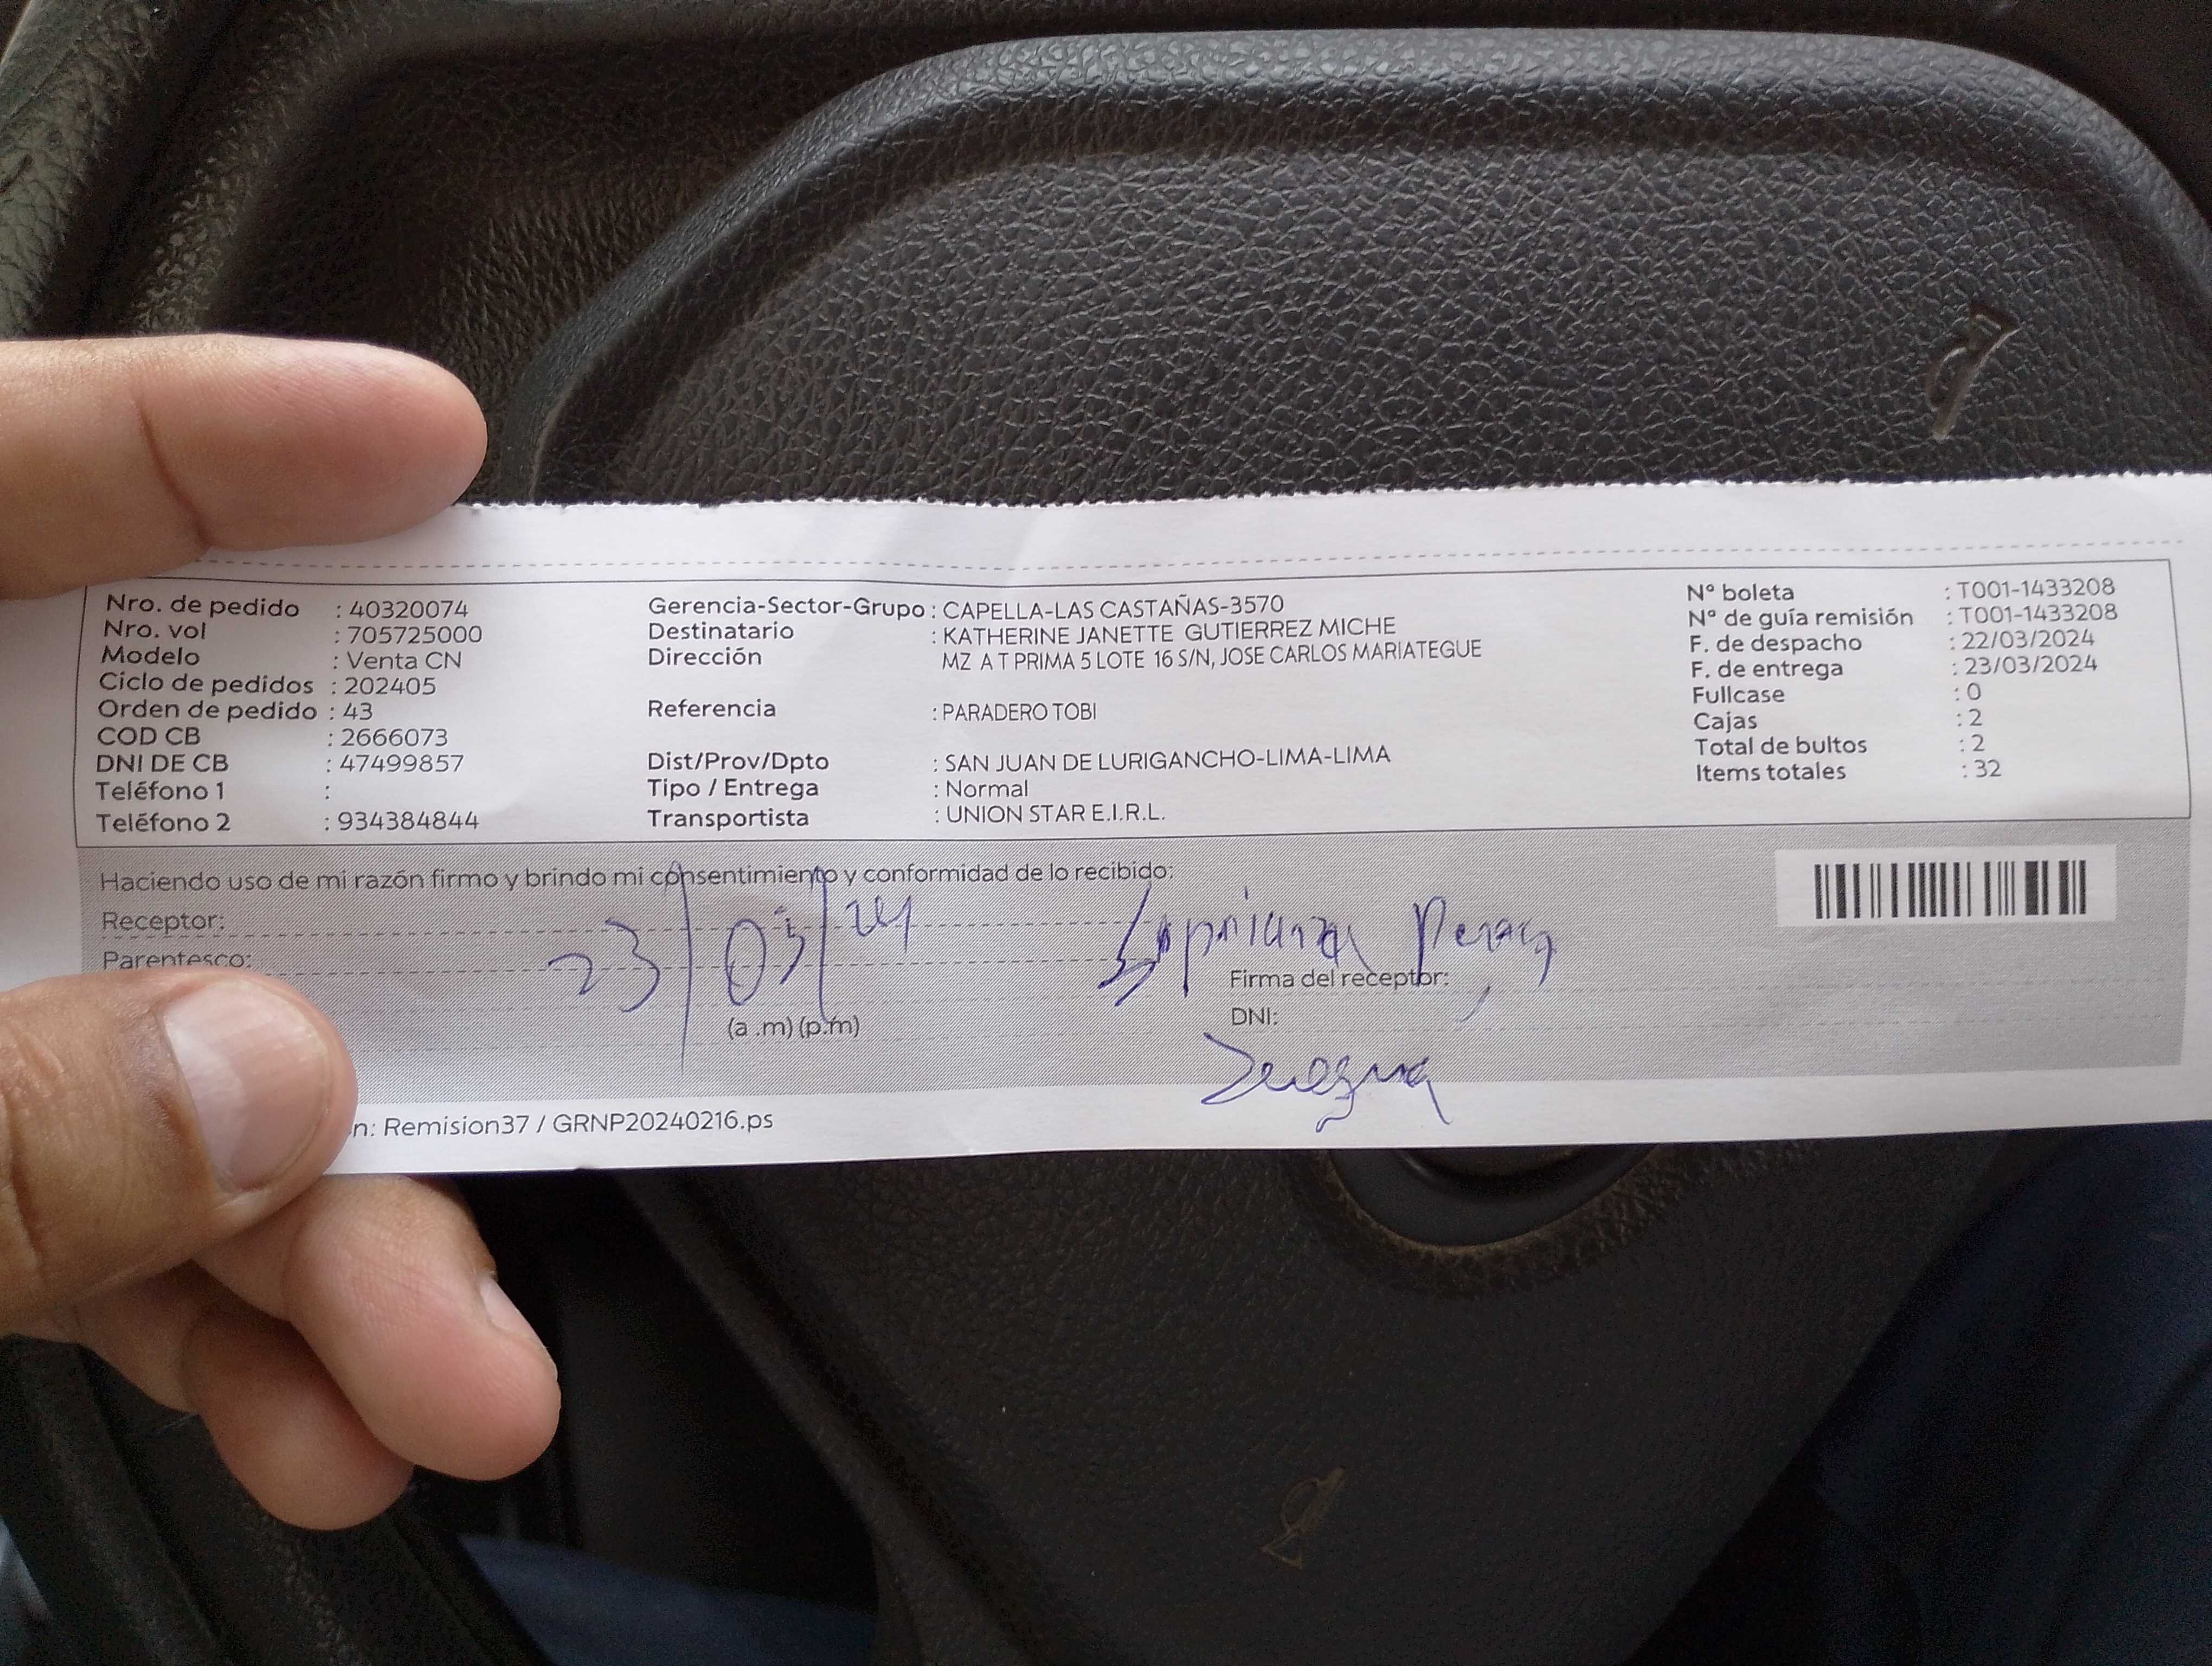 Nro. de pedido : 40320074
Nro. vol : 705725000
Modelo : Venta CN
Ciclo de pedidos : 202405
Orden de pedido : 43
COD CB : 2666073
DNI DE CB : 47499857
Teléfono 1 :
Teléfono 2 : 934384844
Gerencia-Sector-Grupo : CAPELLA-LAS CASTAÑAS-3570
Destinatario : KATHERINE JANETTE GUTIERREZ MICHE
Dirección MZ A T PRIMA 5 LOTE 16 S/N, JOSE CARLOS MARIATEGUE
Referencia : PARADERO TOBI
Dist/Prov/Dpto : SAN JUAN DE LURIGANCHO-LIMA-LIMA
Tipo / Entrega : Normal
Transportista : UNION STAR E.I.R.L.
Nº boleta : T001-1433208
Nº de guía remisión : T001-1433208
F. de despacho : 22/03/2024
F. de entrega : 23/03/2024
Fullcase : 0
Cajas : 2
Total de bultos : 2
Items totales : 32
Haciendo uso de mi razón firmo y brindo mi consentimiento y conformidad de lo recibido:
Receptor:
Parentesco:
23/03/24
(a .m) (p.m)
Firma del receptor:
DNI:
n: Remision37 / GRNP20240216.ps